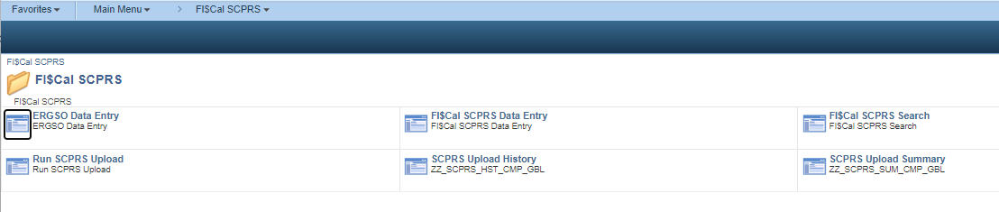 Favorites Main Menu FI$Cal SCPRS
FI$Cal SCPRS
FI$Cal SCPRS
FI$Cal SCPRS
ERGSO Data Entry
ERGSO Data Entry
FI$Cal SCPRS Data Entry
FI$Cal SCPRS Data Entry
FI$Cal SCPRS Search
FI$Cal SCPRS Search
Run SCPRS Upload
Run SCPRS Upload
SCPRS Upload History
ZZ_SCPRS_HST_CMP_GBL
SCPRS Upload Summary
ZZ_SCPRS_SUM_CMP_GBL